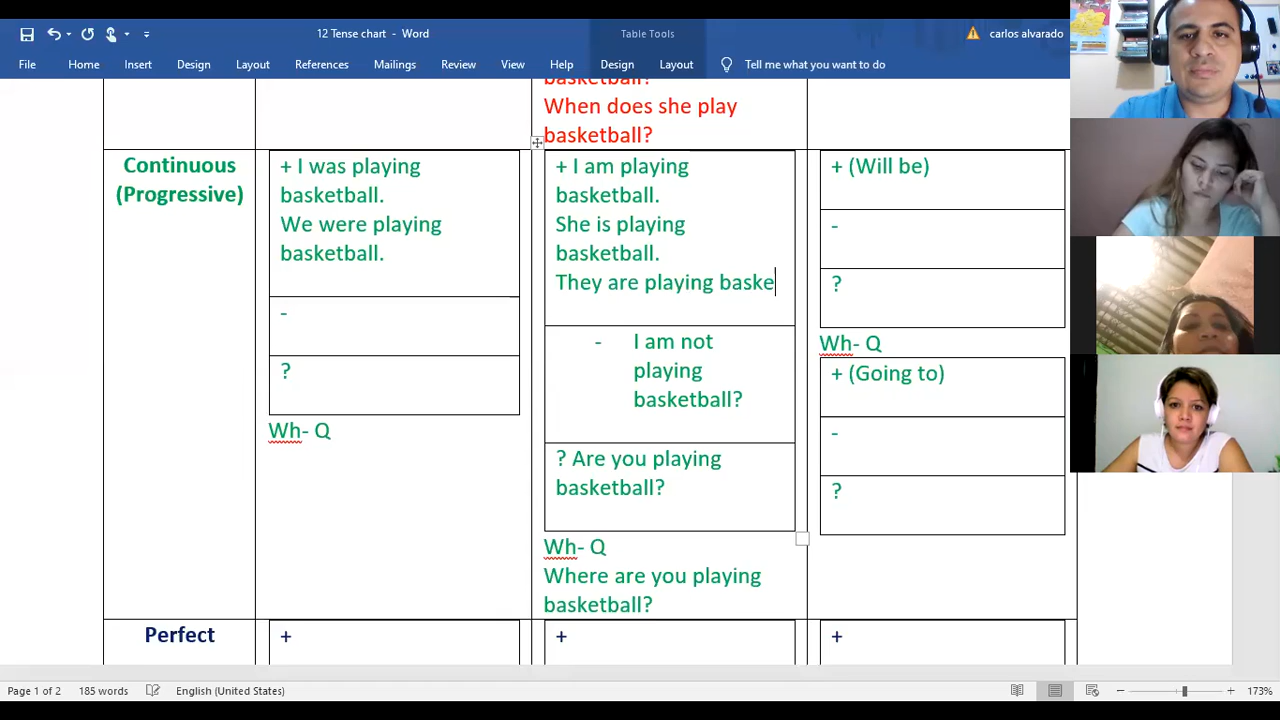 12 Tense chart - Word
Table Tools
carlos alvarado
File Home Insert Design Layout References Mailings Review View Help Design Layout Tell me what you want to do
basketball?
When does she play
basketball?
Continuous
(Progressive)
+ I was playing
basketball.
We were playing
basketball.
-
?
Wh- Q
+ I am playing
basketball.
She is playing
basketball.
They are playing baske
- I am not
playing
basketball?
? Are you playing
basketball?
Wh- Q
Where are you playing
basketball?
+ (Will be)
-
?
Wh- Q
+ (Going to)
-
?
Perfect
+
+
+
Page 1 of 2 185 words English (United States) 173%